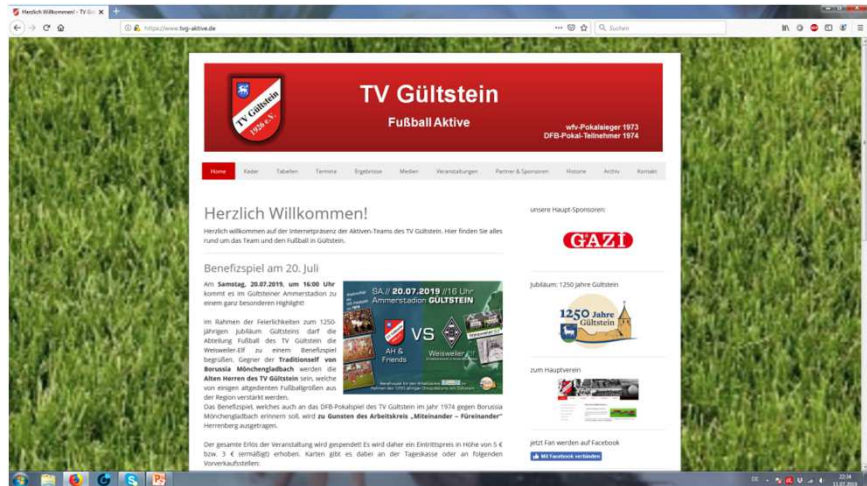 Herzlich Willkommen! - TV Gü
https://www.tvg-aktive.de
Suchen
TV Gültstein
1920 e.V.
TV Gültstein
Fußball Aktive
wfv-Pokalsieger 1973
DFB-Pokal-Teilnehmer 1974
Home Kader Tabellen Termine Ergebnisse Medien Veranstaltungen Partner & Sponsoren Historie Archiv Kontakt
Herzlich Willkommen!
Herzlich willkommen auf der Internetpräsenz der Aktiven-Teams des TV Gültstein. Hier finden Sie alles
rund um das Team und den Fußball in Gültstein.
Benefizspiel am 20. Juli
Am Samstag, 20.07.2019, um 16:00 Uhr
kommt es im Gültsteiner Ammerstadion zu
einem ganz besonderen Highlight!
Im Rahmen der Feierlichkeiten zum 1250-
jährigen Jubiläum Gültsteins darf die
Abteilung Fußball des TV Gültstein die
Weisweiler-Elf zu einem Benefizspiel
begrüßen. Gegner der Traditionself von
Borussia Mönchengladbach werden die
Alten Herren des TV Gültstein sein, welche
von einigen altgedienten Fußballgrößen aus
der Region verstärkt werden.
Das Benefizspiel, welches auch an das DFB-Pokalspiel des TV Gültstein im Jahr 1974 gegen Borussia
Mönchengladbach erinnern soll, wird zu Gunsten des Arbeitskreis „Miteinander – Füreinander"
Herrenberg ausgetragen.
Der gesamte Erlös der Veranstaltung wird gespendet! Es wird daher ein Eintrittspreis in Höhe von 5 €
bzw. 3 € (ermäßigt) erhoben. Karten gibt es dabei an der Tageskasse oder an folgenden
Vorverkaufsstellen:
SA.// 20.07.2019 //16 Uhr
Ammerstadion GÜLTSTEIN
VS
AH &
Friends
Weisweiler Elf
unsere Haupt-Sponsoren:
GAZİ
Jubiläum: 1250 Jahre Gültstein
1250 Jahre
Gültstein
zum Hauptverein
jetzt Fan werden auf Facebook
Mit Facebook verbinden
DE
22:34
11.07.2019